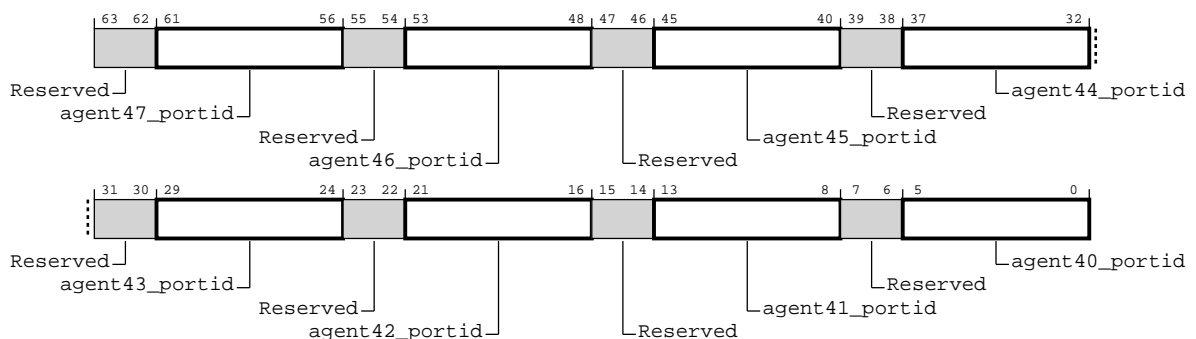 63 62 61 56 55 54 53 48 47 46 45 40 39 38 37 32
Reserved agent44_portid
agent47_portid Reserved agent45_portid Reserved
agent46_portid Reserved
31 30 29 24 23 22 21 16 15 14 13 8 7 6 5 0
Reserved agent40_portid
agent43_portid Reserved agent41_portid Reserved
agent42_portid Reserved